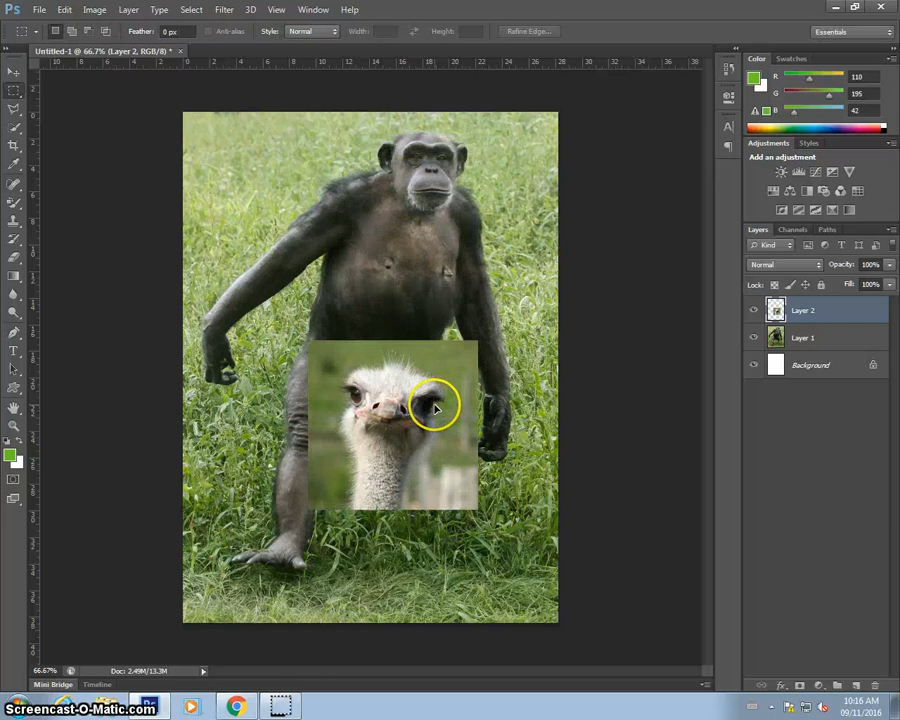 Ps File Edit Image Layer Type Select Filter 3D View Window Help
Feather: 0 px Anti-alias Style: Normal Width: Height: Refine Edge... Essentials
Untitled-1 @ 66.7% (Layer 2, RGB/8) * ×
Color Swatches
R 110
G 195
B 42
Adjustments Styles
Add an adjustment
Layers Channels Paths
Kind
Normal Opacity: 100%
Lock: Fill: 100%
Layer 2
Layer 1
Background
66.67% Doc: 2.49M/13.3M
Mini Bridge Timeline
10:16 AM
09/11/2016
Screencast-O-Matic.com